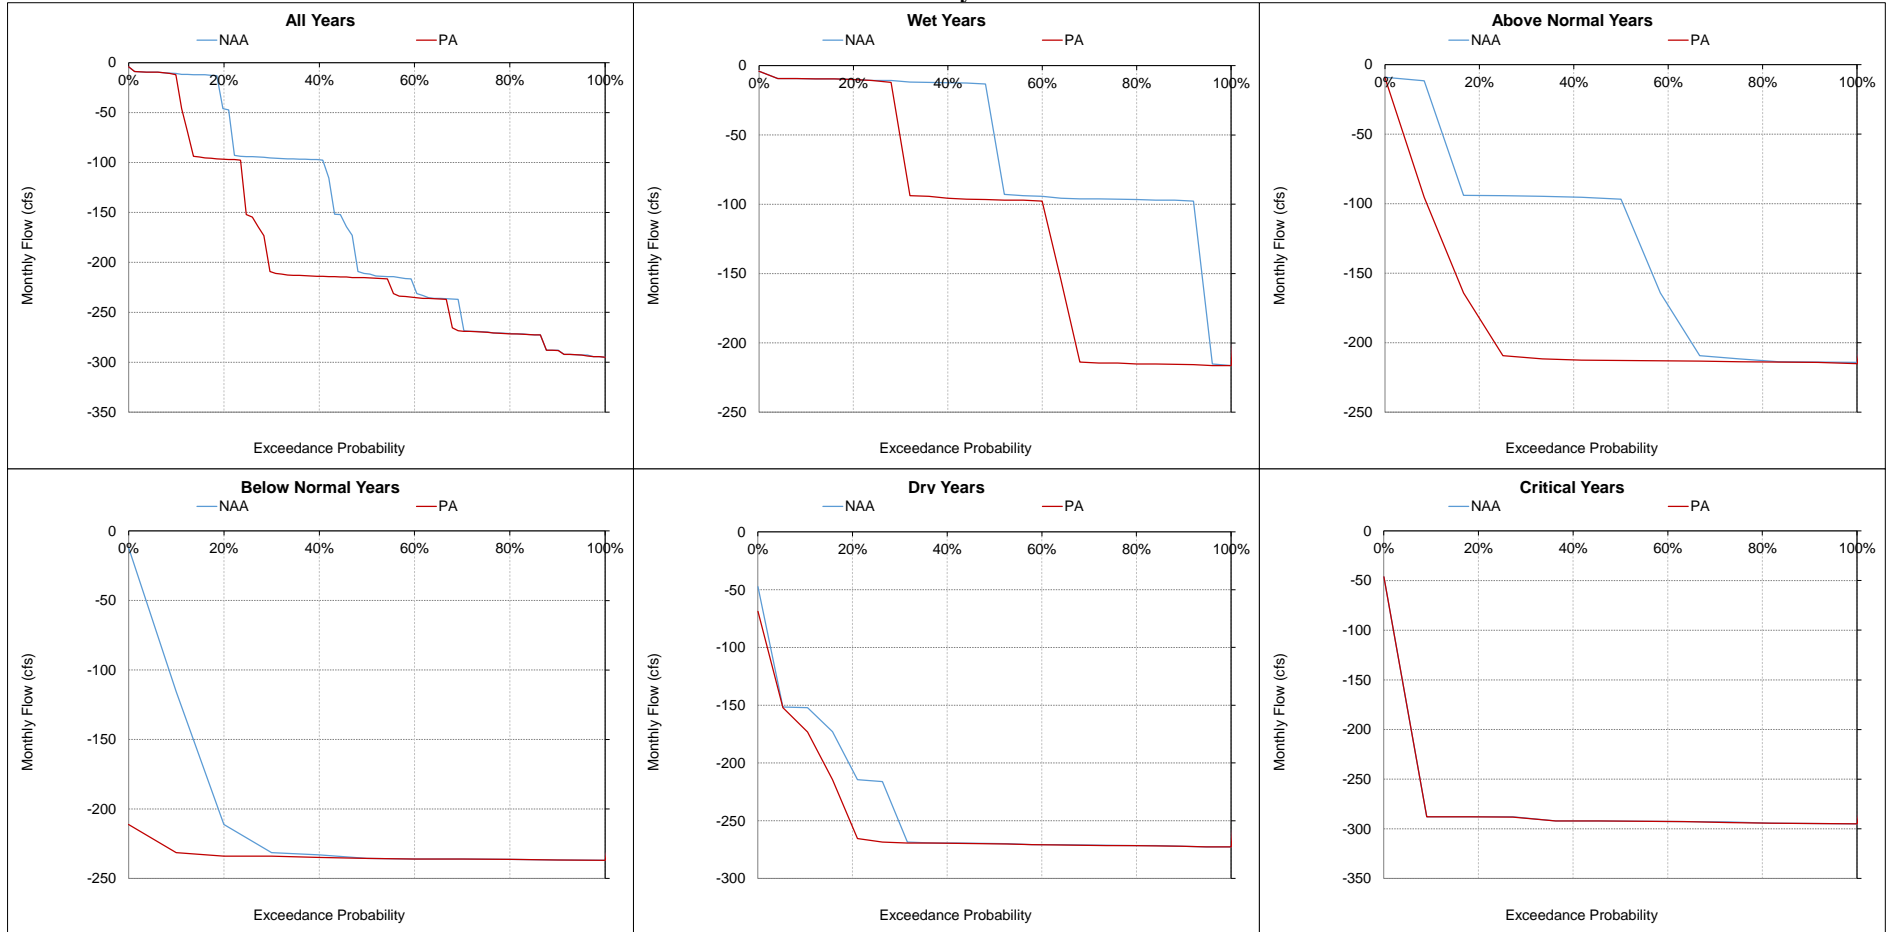 All Years
NAA PA
0
-50
-100
-150
-200
-250
-300
-350
0% 20% 40% 60% 80% 100%
Monthly Flow (cfs)
Exceedance Probability
Wet Years
NAA PA
0
-50
-100
-150
-200
-250
0% 20% 40% 60% 80% 100%
Monthly Flow (cfs)
Exceedance Probability
Above Normal Years
NAA PA
0
-50
-100
-150
-200
-250
0% 20% 40% 60% 80% 100%
Monthly Flow (cfs)
Exceedance Probability
Below Normal Years
NAA PA
0
-50
-100
-150
-200
-250
0% 20% 40% 60% 80% 100%
Monthly Flow (cfs)
Exceedance Probability
Dry Years
NAA PA
0
-50
-100
-150
-200
-250
-300
0% 20% 40% 60% 80% 100%
Monthly Flow (cfs)
Exceedance Probability
Critical Years
NAA PA
0
-50
-100
-150
-200
-250
-300
-350
0% 20% 40% 60% 80% 100%
Monthly Flow (cfs)
Exceedance Probability